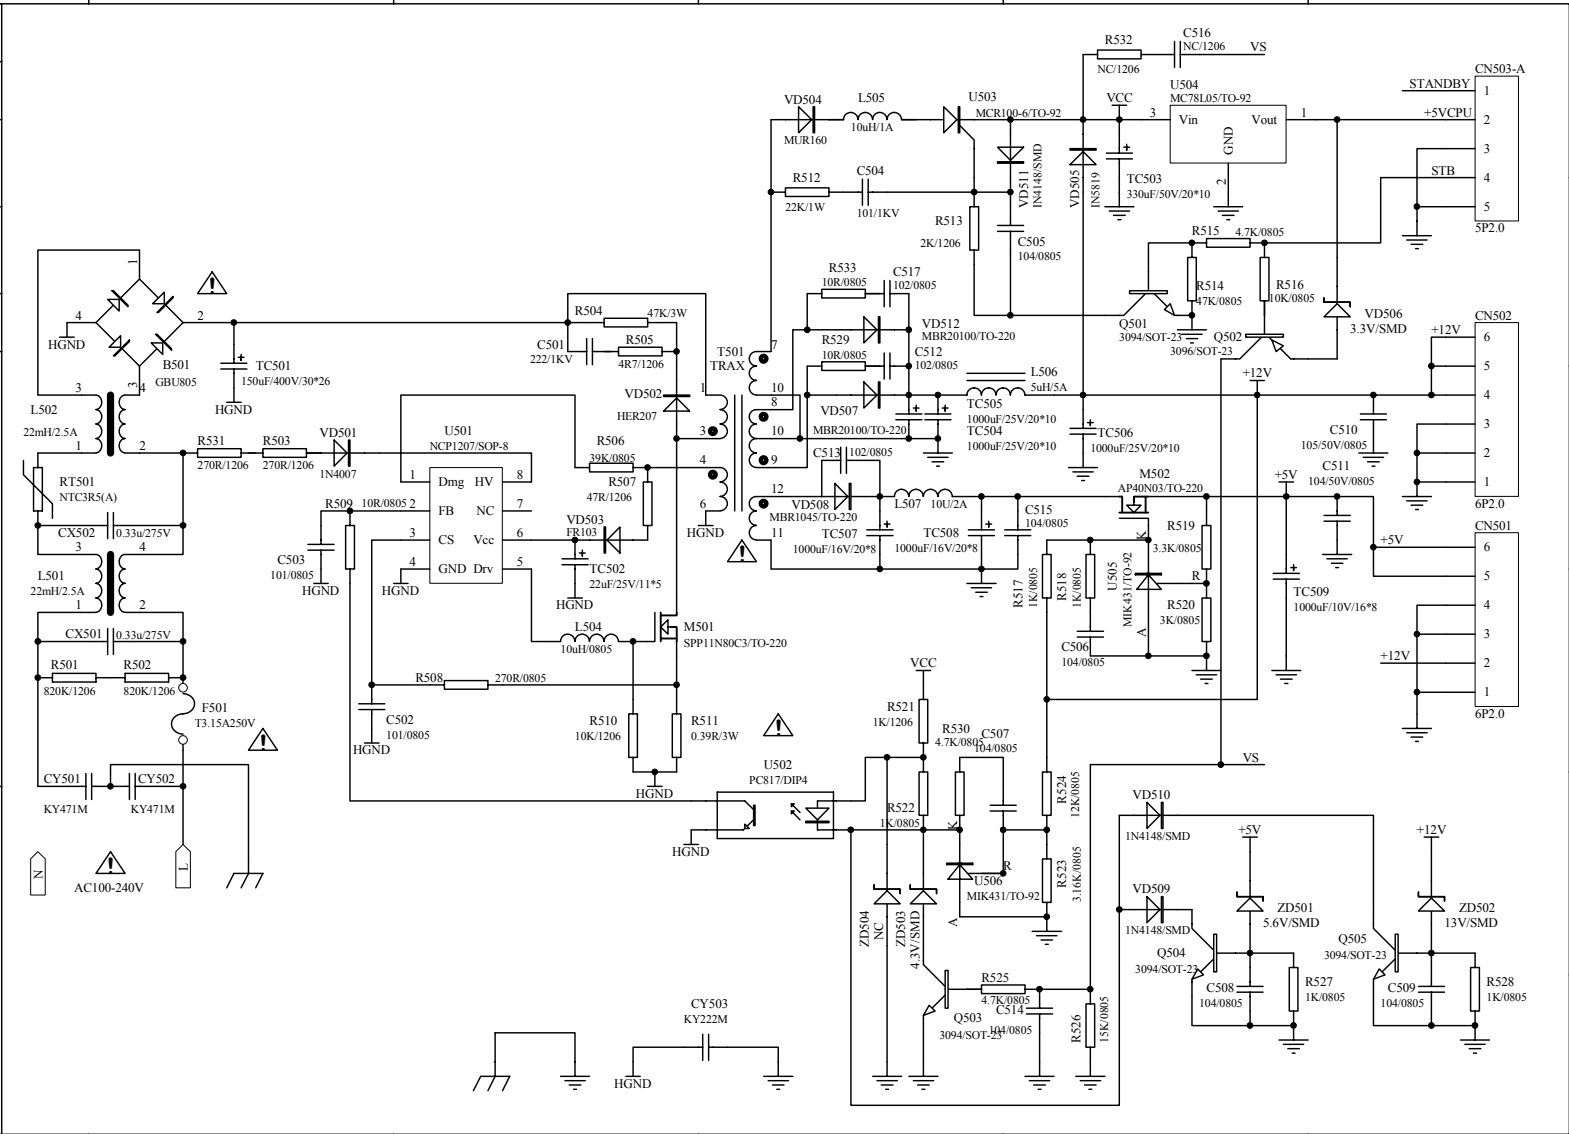 R532
C516
NC/1206
VS
NC/1206
CN503-A
STANDBY
1
+5VCPU
2
3
STB
4
5
5P2.0
U504
MC78L05/TO-92
VCC
3
Vin
Vout
1
GND
2
VD504
MUR160
L505
10uH/1A
U503
MCR100-6/TO-92
VD511
IN4148/SMD
VD505
IN5819
TC503
330uF/50V/20*10
R512
22K/1W
C504
101/1KV
R513
2K/1206
C505
104/0805
R515
4.7K/0805
R514
47K/0805
R516
10K/0805
Q501
3094/SOT-23
Q502
3096/SOT-23
VD506
3.3V/SMD
1
4
2
3
HGND
B501
GBU805
TC501
150uF/400V/30*26
HGND
R504
47K/3W
C501
222/1KV
R505
4R7/1206
VD502
HER207
T501
TRAX
7
10
8
10
9
12
11
1
3
4
6
HGND
R533
10R/0805
C517
102/0805
VD512
MBR20100/TO-220
R529
10R/0805
C512
102/0805
VD507
MBR20100/TO-220
L506
5uH/5A
TC505
1000uF/25V/20*10
TC504
1000uF/25V/20*10
TC506
1000uF/25V/20*10
+12V
C510
105/50V/0805
CN502
+12V
6
5
4
3
2
1
6P2.0
L502
22mH/2.5A
3
4
1
2
R531
270R/1206
R503
270R/1206
VD501
1N4007
U501
NCP1207/SOP-8
1
Dmg
HV
8
2
FB
NC
7
3
CS
Vcc
6
4
GND
Drv
5
HGND
R506
39K/0805
R507
47R/1206
VD503
FR103
TC502
22uF/25V/11*5
HGND
RT501
NTC3R5(A)
CX502
0.33u/275V
R509
10R/0805
C503
101/0805
HGND
C513
102/0805
VD508
MBR1045/TO-220
L507
10U/2A
TC507
1000uF/16V/20*8
TC508
1000uF/16V/20*8
C515
104/0805
M502
AP40N03/TO-220
+5V
C511
104/50V/0805
R519
3.3K/0805
R520
3K/0805
R517
1K/0805
R518
1K/0805
U505
MIK431/TO-92
K
R
A
C506
104/0805
TC509
1000uF/10V/16*8
CN501
+5V
6
5
4
3
+12V
2
1
6P2.0
L501
22mH/2.5A
3
4
1
2
CX501
0.33u/275V
R501
820K/1206
R502
820K/1206
F501
T3.15A250V
L504
10uH/0805
M501
SPP11N80C3/TO-220
R508
270R/0805
C502
101/0805
HGND
R510
10K/1206
R511
0.39R/3W
HGND
CY501
KY471M
CY502
KY471M
N
AC100-240V
L
U502
PC817/DIP4
HGND
VCC
R521
1K/1206
R530
4.7K/0805
C507
104/0805
R522
1K/0805
K
R
A
U506
MIK431/TO-92
R524
12K/0805
R523
3.16K/0805
VS
ZD504
NC
ZD503
4.3V/SMD
Q503
3094/SOT-23
R525
4.7K/0805
C514
104/0805
R526
15K/0805
VD510
1N4148/SMD
VD509
1N4148/SMD
Q504
3094/SOT-23
+5V
ZD501
5.6V/SMD
C508
104/0805
R527
1K/0805
+12V
ZD502
13V/SMD
Q505
3094/SOT-23
C509
104/0805
R528
1K/0805
CY503
KY222M
HGND